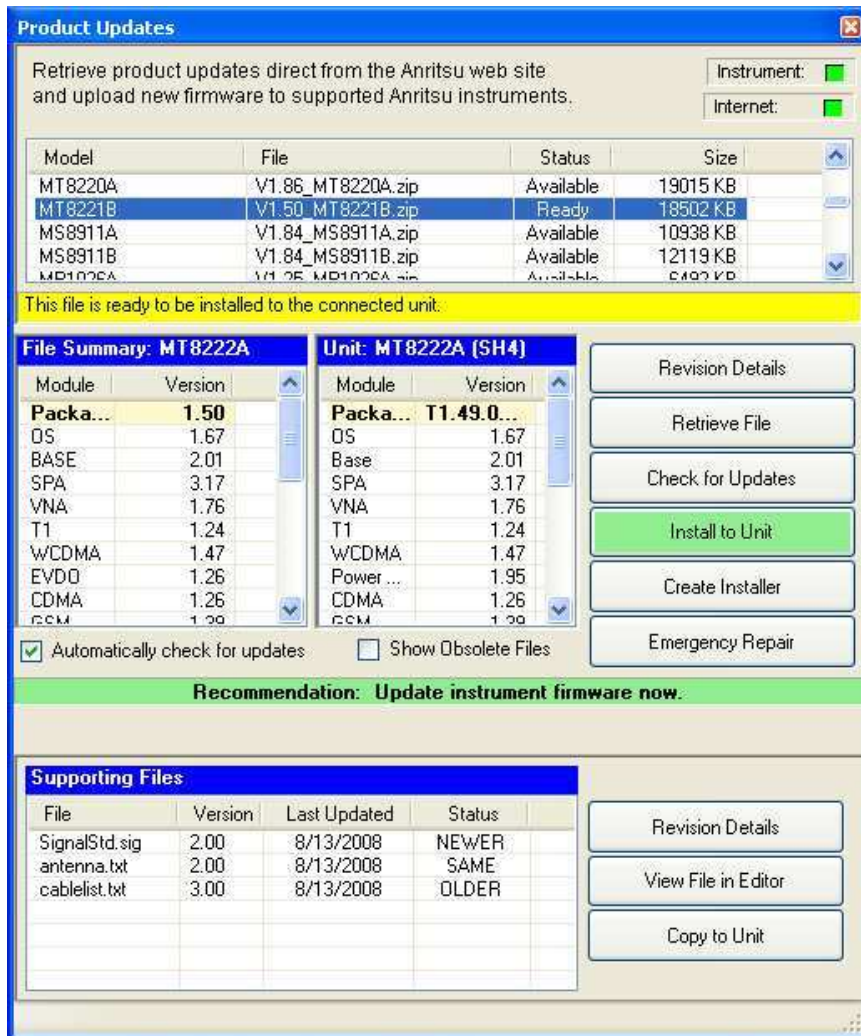 Product Updates
Retrieve product updates direct from the Anritsu web site
and upload new firmware to supported Anritsu instruments.
Instrument:
Internet:
Model File Status Size
MT8220A V1.86_MT8220A.zip Available 19015 KB
MT8221B V1.50_MT8221B.zip Ready 18502 KB
MS8911A V1.84_MS8911A.zip Available 10938 KB
MS8911B V1.84_MS8911B.zip Available 12119 KB
This file is ready to be installed to the connected unit.
File Summary: MT8222A
Module Version
Packa... 1.50
OS 1.67
BASE 2.01
SPA 3.17
VNA 1.76
T1 1.24
WCDMA 1.47
EVDO 1.26
CDMA 1.26
GSM 1.39
Unit: MT8222A (SH4)
Module Version
Packa... T1.49.0...
OS 1.67
Base 2.01
SPA 3.17
VNA 1.76
T1 1.24
WCDMA 1.47
Power ... 1.95
CDMA 1.26
GSM 1.39
Revision Details
Retrieve File
Check for Updates
Install to Unit
Create Installer
Emergency Repair
Automatically check for updates
Show Obsolete Files
Recommendation: Update instrument firmware now.
Supporting Files
File Version Last Updated Status
SignalStd.sig 2.00 8/13/2008 NEWER
antenna.txt 2.00 8/13/2008 SAME
cablelist.txt 3.00 8/13/2008 OLDER
Revision Details
View File in Editor
Copy to Unit